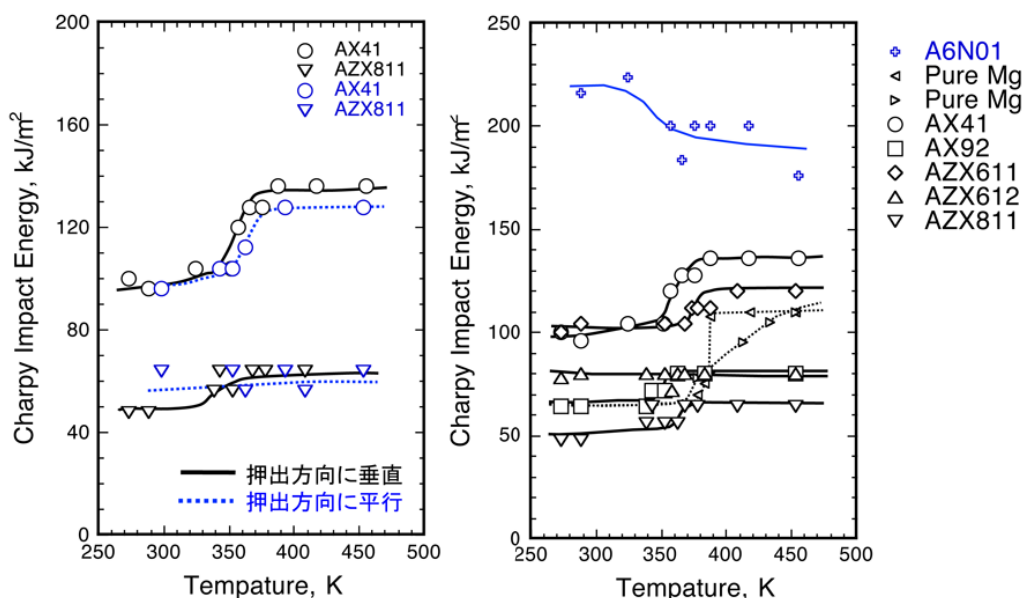 200
160
120
80
40
0
Charpy Impact Energy, kJ/m²
AX41
AZX811
AX41
AZX811
押出方向に垂直
押出方向に平行
250 300 350 400 450 500
Tempature, K
250
200
150
100
50
0
Charpy Impact Energy, kJ/m²
250 300 350 400 450 500
Tempature, K
A6N01
Pure Mg
Pure Mg
AX41
AX92
AZX611
AZX612
AZX811